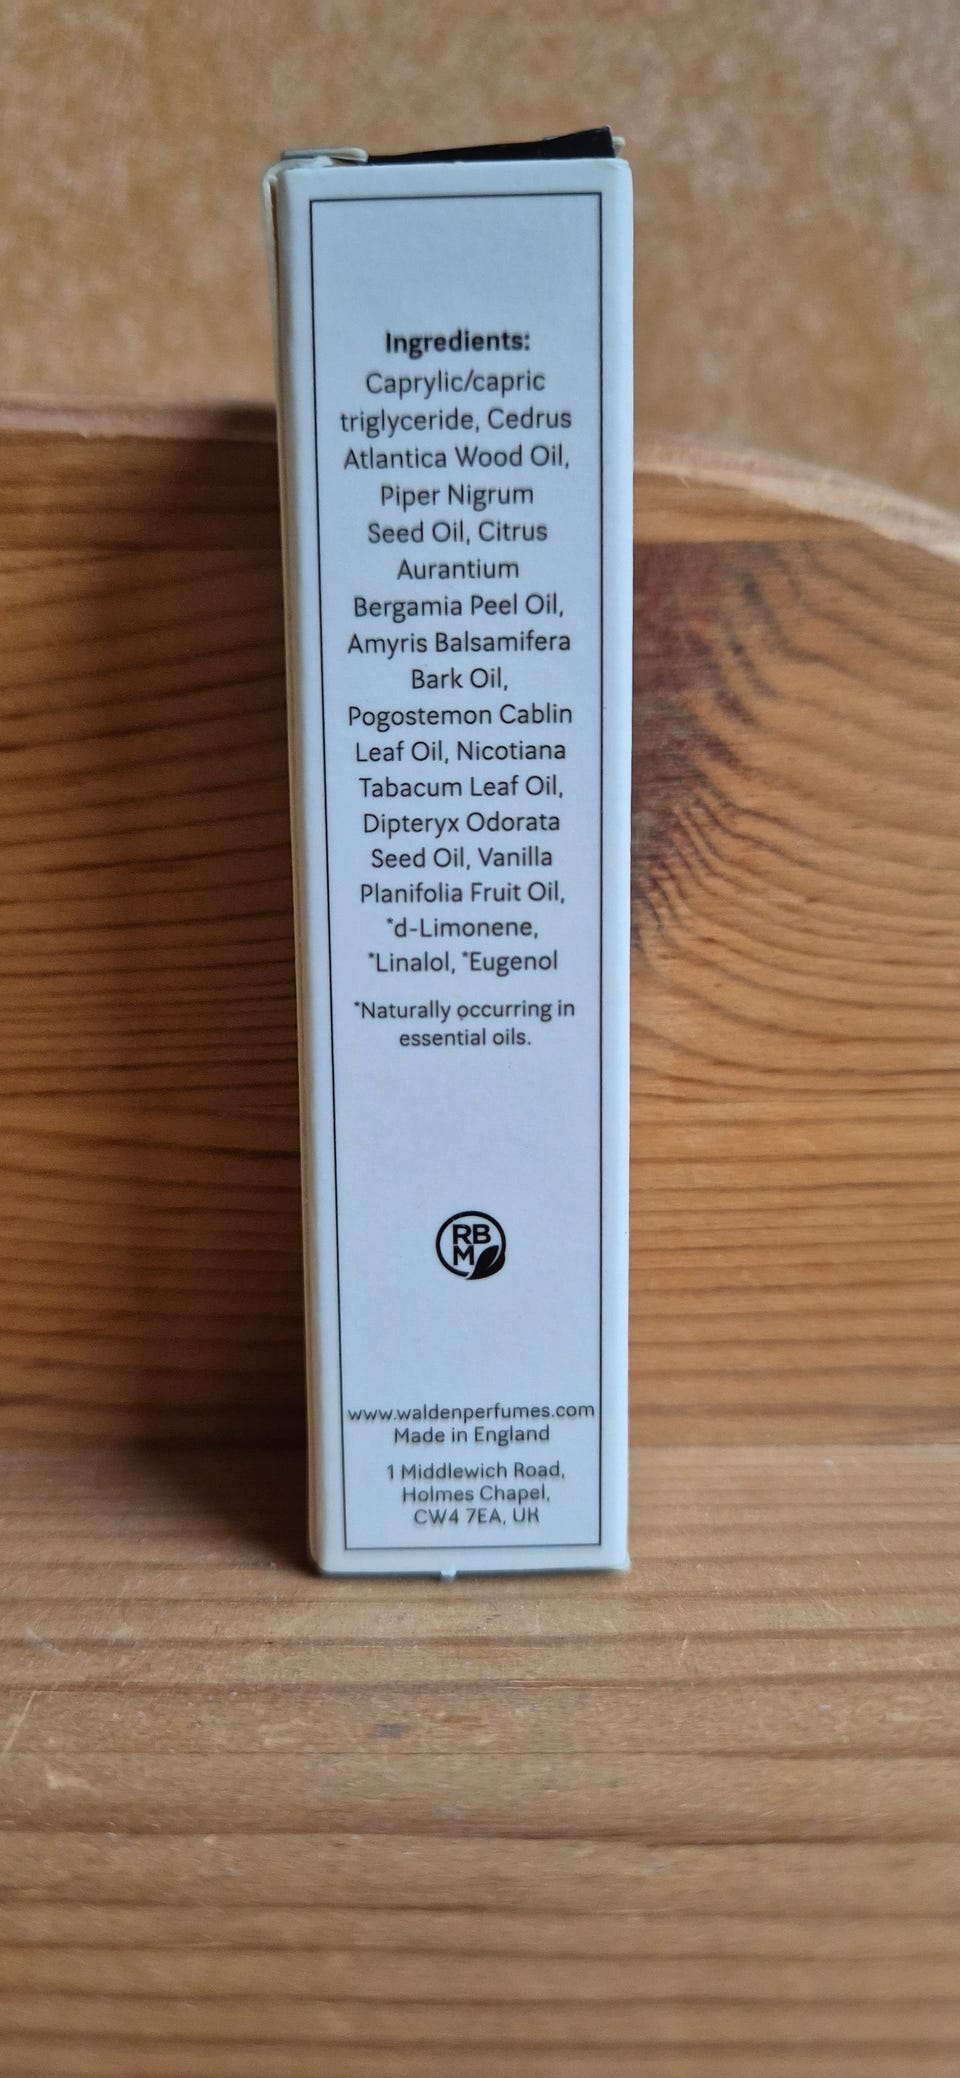 Ingredients:
Caprylic/capric
triglyceride, Cedrus
Atlantica Wood Oil,
Piper Nigrum
Seed Oil, Citrus
Aurantium
Bergamia Peel Oil,
Amyris Balsamifera
Bark Oil,
Pogostemon Cablin
Leaf Oil, Nicotiana
Tabacum Leaf Oil,
Dipteryx Odorata
Seed Oil, Vanilla
Planifolia Fruit Oil,
*d-Limonene,
*Linalol, *Eugenol
*Naturally occurring in
essential oils.
RB
M
www.waldenperfumes.com
Made in England
1 Middlewich Road,
Holmes Chapel,
CW4 7EA, UK